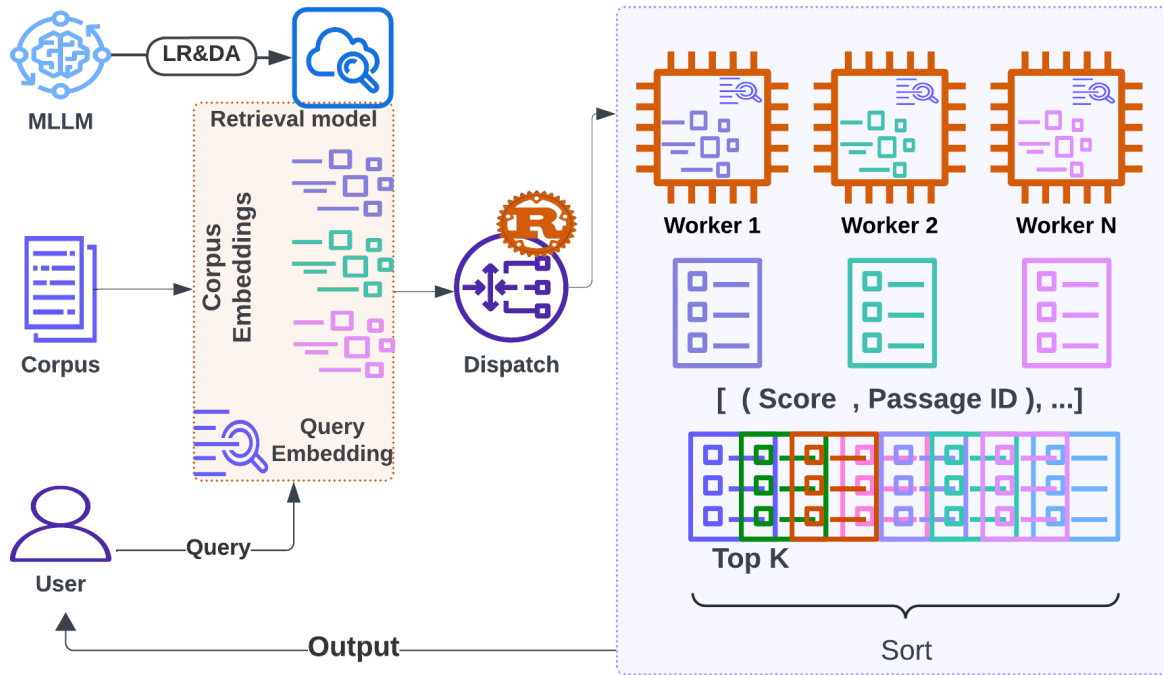 LR&DA
MLLM
Retrieval model
Corpus
Embeddings
Query
Embedding
Corpus
User
Query
R
Dispatch
Worker 1
Worker 2
Worker N
[ ( Score , Passage ID ), ...]
Top K
Sort
Output